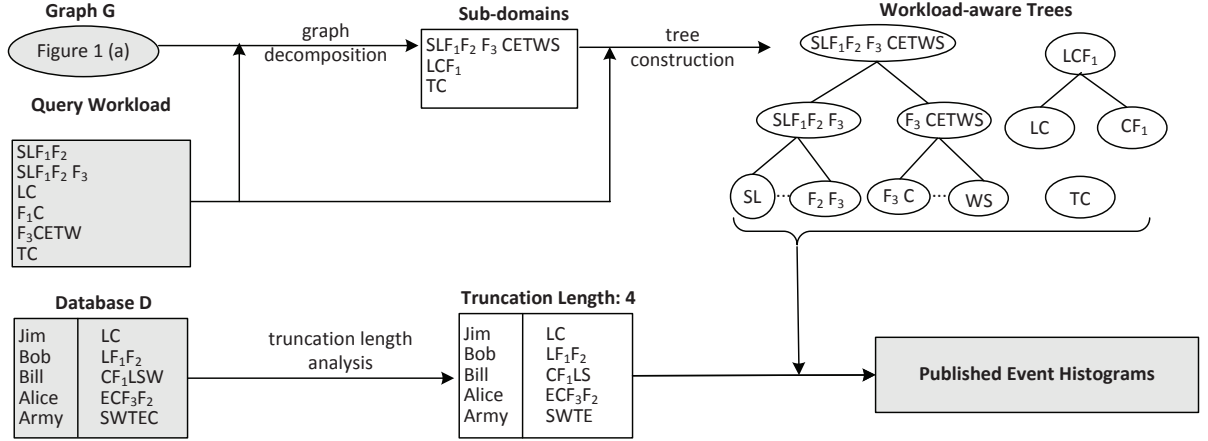 Graph G
Figure 1 (a)
graph
decomposition
Sub-domains
SLF₁F₂ F₃ CETWS
LCF₁
TC
tree
construction
Workload-aware Trees
SLF₁F₂ F₃ CETWS
LCF₁
SLF₁F₂ F₃
F₃ CETWS
LC
CF₁
SL
...
F₂ F₃
F₃ C
...
WS
TC
Query Workload
SLF₁F₂
SLF₁F₂ F₃
LC
F₁C
F₃CETW
TC
Database D
Jim LC
Bob LF₁F₂
Bill CF₁LSW
Alice ECF₃F₂
Army SWTEC
truncation length
analysis
Truncation Length: 4
Jim LC
Bob LF₁F₂
Bill CF₁LS
Alice ECF₃F₂
Army SWTE
Published Event Histograms